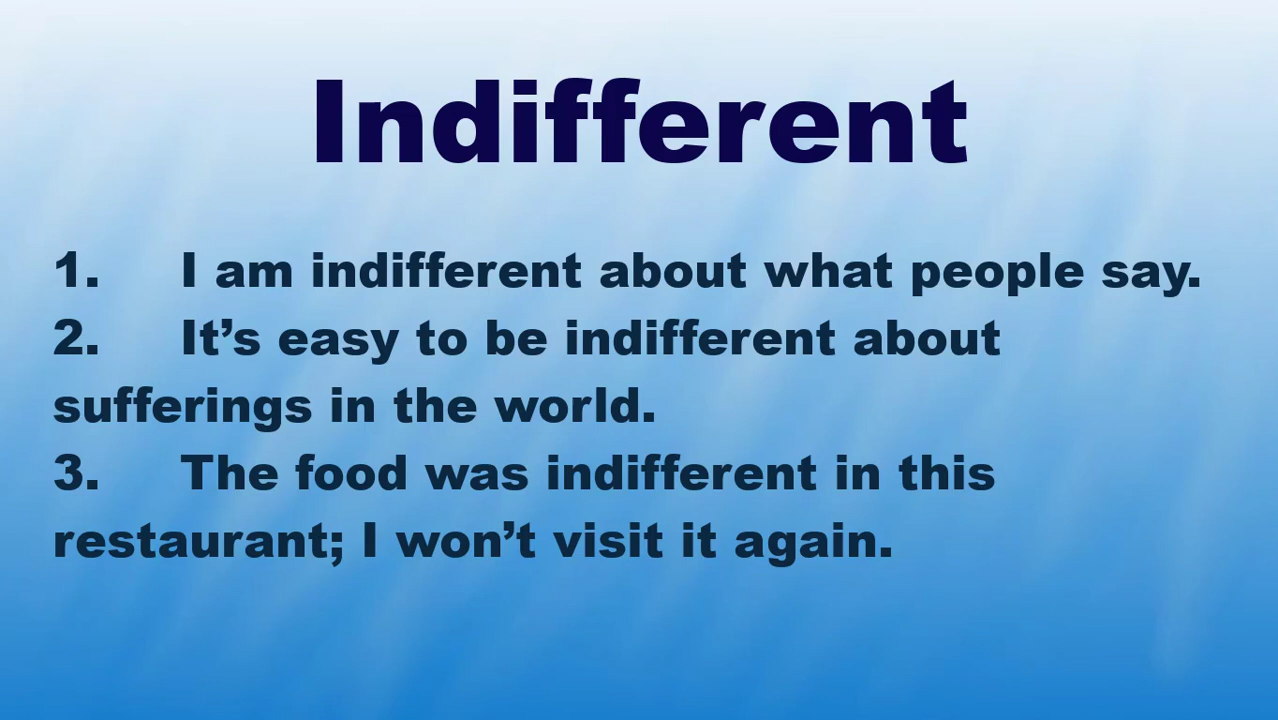 Indifferent
1. I am indifferent about what people say.
2. It’s easy to be indifferent about
sufferings in the world.
3. The food was indifferent in this
restaurant; I won’t visit it again.